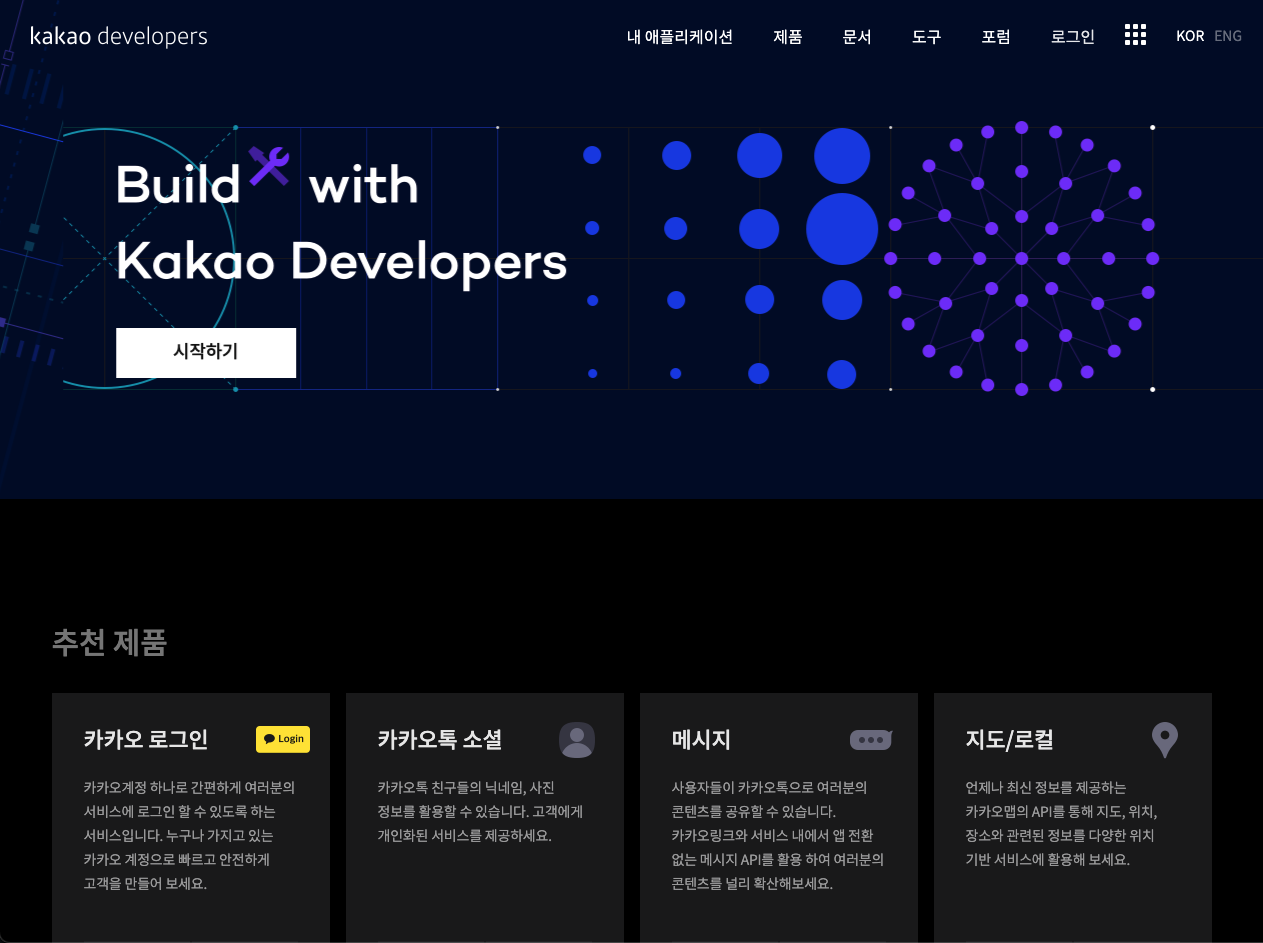 kakao developers
내 애플리케이션 제품 문서 도구 포럼 로그인 KOR ENG
Build with
Kakao Developers
시작하기
추천 제품
카카오 로그인
Login
카카오계정 하나로 간편하게 여러분의
서비스에 로그인 할 수 있도록 하는
서비스입니다. 누구나 가지고 있는
카카오 계정으로 빠르고 안전하게
고객을 만들어 보세요.
카카오톡 소셜
카카오톡 친구들의 닉네임, 사진
정보를 활용할 수 있습니다. 고객에게
개인화된 서비스를 제공하세요.
메시지
사용자들이 카카오톡으로 여러분의
콘텐츠를 공유할 수 있습니다.
카카오링크와 서비스 내에서 앱 전환
없는 메시지 API를 활용 하여 여러분의
콘텐츠를 널리 확산해보세요.
지도/로컬
언제나 최신 정보를 제공하는
카카오맵의 API를 통해 지도, 위치,
장소와 관련된 정보를 다양한 위치
기반 서비스에 활용해 보세요.